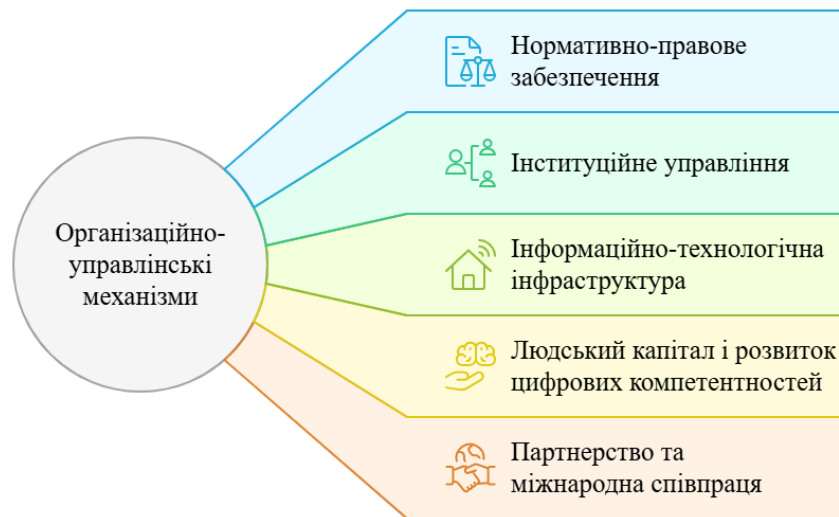 Нормативно-правове
забезпечення
Інституційне управління
Організаційно-
управлінські
механізми
Інформаційно-технологічна
інфраструктура
Людський капітал і розвиток
цифрових компетентностей
Партнерство та
міжнародна співпраця